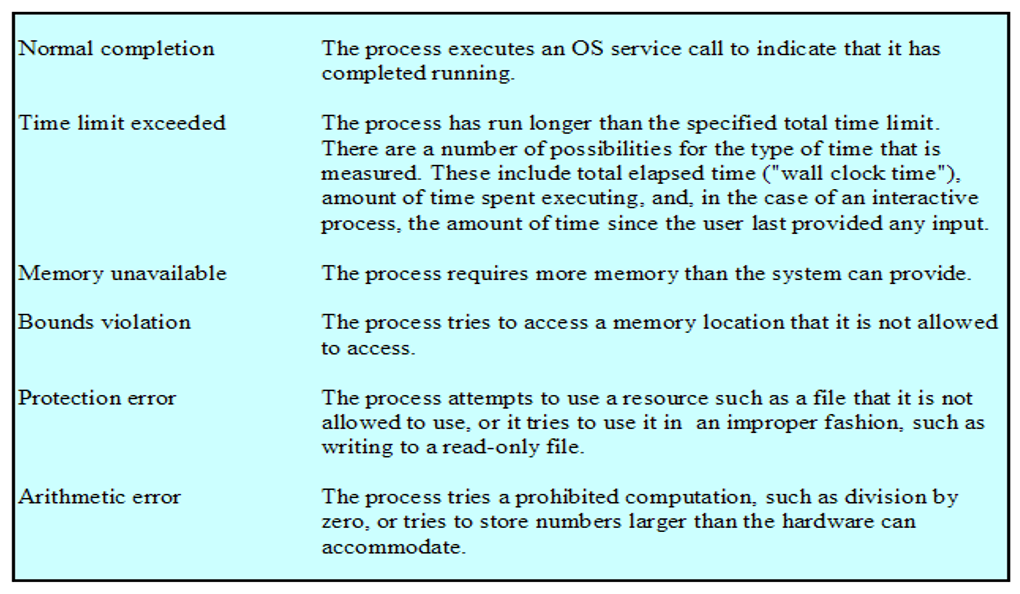 Normal completion The process executes an OS service call to indicate that it has
completed running.
Time limit exceeded The process has run longer than the specified total time limit.
There are a number of possibilities for the type of time that is
measured. These include total elapsed time ("wall clock time"),
amount of time spent executing, and, in the case of an interactive
process, the amount of time since the user last provided any input.
Memory unavailable The process requires more memory than the system can provide.
Bounds violation The process tries to access a memory location that it is not allowed
to access.
Protection error The process attempts to use a resource such as a file that it is not
allowed to use, or it tries to use it in an improper fashion, such as
writing to a read-only file.
Arithmetic error The process tries a prohibited computation, such as division by
zero, or tries to store numbers larger than the hardware can
accommodate.